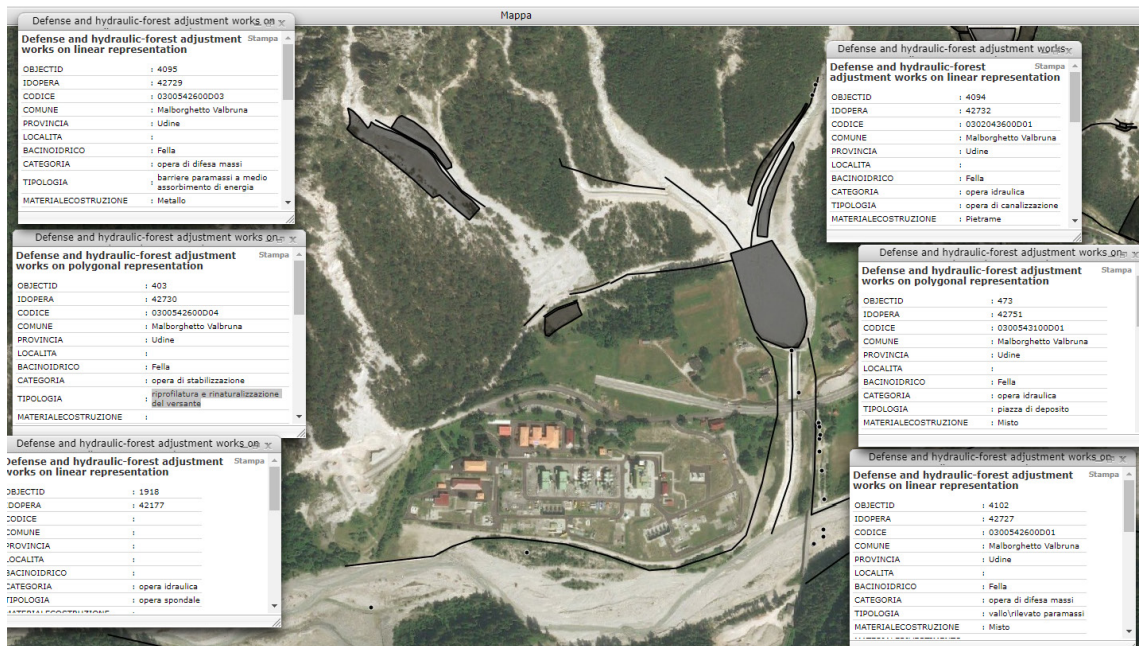 Mappa
Defense and hydraulic-forest adjustment works on
Defense and hydraulic-forest adjustment Stampa
works on linear representation
OBJECTID : 4095
IDOPERA : 42729
CODICE : 0300542600D03
COMUNE : Malborghetto Valbruna
PROVINCIA : Udine
LOCALITA :
BACINOIDRICO : Fella
CATEGORIA : opera di difesa massi
TIPOLOGIA : barriere paramassi a medio
assorbimento di energia
MATERIALECOSTRUZIONE : Metallo
Defense and hydraulic-forest adjustment works on
Defense and hydraulic-forest adjustment Stampa
works on polygonal representation
OBJECTID : 403
IDOPERA : 42730
CODICE : 0300542600D04
COMUNE : Malborghetto Valbruna
PROVINCIA : Udine
LOCALITA :
BACINOIDRICO : Fella
CATEGORIA : opera di stabilizzazione
TIPOLOGIA : riprofilatura e rinaturalizzazione
del versante
MATERIALECOSTRUZIONE :
Defense and hydraulic-forest adjustment works on
Defense and hydraulic-forest adjustment Stampa
works on linear representation
OBJECTID : 1918
IDOPERA : 42177
CODICE :
COMUNE :
PROVINCIA :
LOCALITA :
BACINOIDRICO :
CATEGORIA : opera idraulica
TIPOLOGIA : opera spondale
MATERIALECOSTRUZIONE :
Defense and hydraulic-forest adjustment works
Defense and hydraulic-forest Stampa
adjustment works on linear representation
OBJECTID : 4094
IDOPERA : 42732
CODICE : 0302043600D01
COMUNE : Malborghetto Valbruna
PROVINCIA : Udine
LOCALITA :
BACINOIDRICO : Fella
CATEGORIA : opera idraulica
TIPOLOGIA : opera di canalizzazione
MATERIALECOSTRUZIONE : Pietrame
Defense and hydraulic-forest adjustment works on
Defense and hydraulic-forest adjustment Stampa
works on polygonal representation
OBJECTID : 473
IDOPERA : 42751
CODICE : 0300543100D01
COMUNE : Malborghetto Valbruna
PROVINCIA : Udine
LOCALITA :
BACINOIDRICO : Fella
CATEGORIA : opera idraulica
TIPOLOGIA : piazza di deposito
MATERIALECOSTRUZIONE : Misto
Defense and hydraulic-forest adjustment works on
Defense and hydraulic-forest adjustment Stampa
works on linear representation
OBJECTID : 4102
IDOPERA : 42727
CODICE : 0300542600D01
COMUNE : Malborghetto Valbruna
PROVINCIA : Udine
LOCALITA :
BACINOIDRICO : Fella
CATEGORIA : opera di difesa massi
TIPOLOGIA : vallo\rilevato paramassi
MATERIALECOSTRUZIONE : Misto